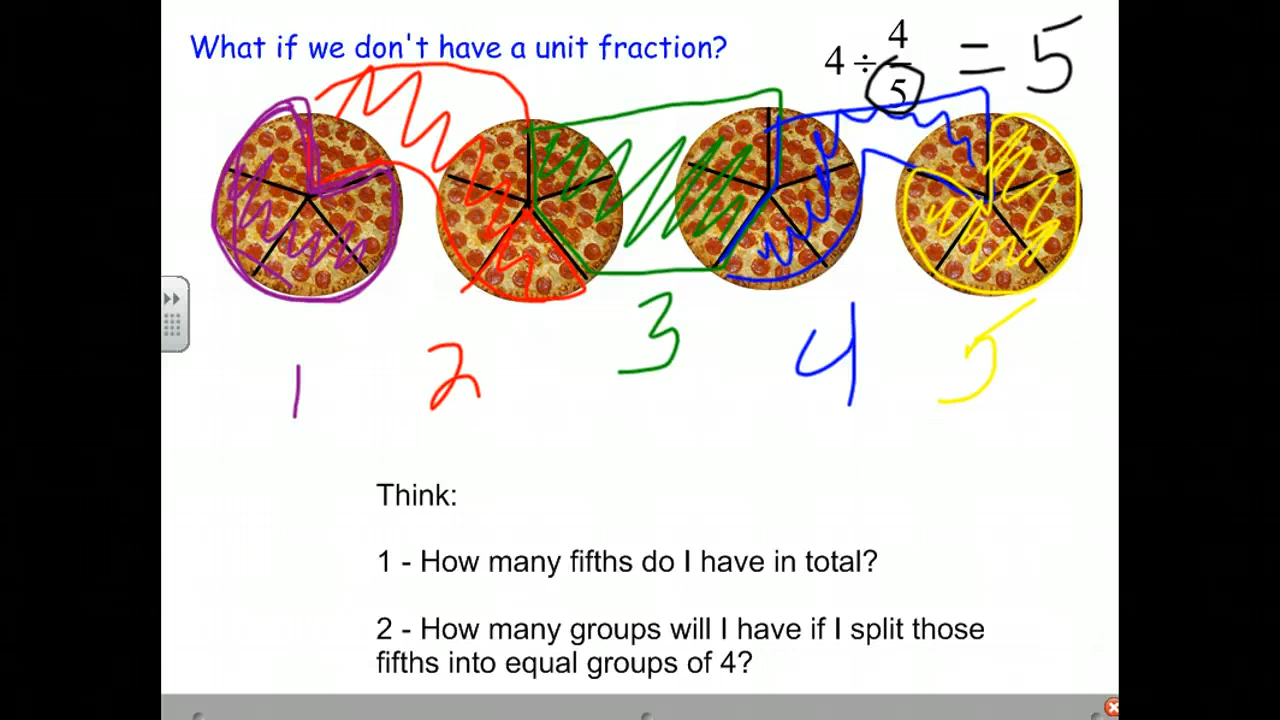 What if we don't have a unit fraction?
4 ÷ 4/5 = 5
1 2 3 4 5
Think:
1 - How many fifths do I have in total?
2 - How many groups will I have if I split those
fifths into equal groups of 4?